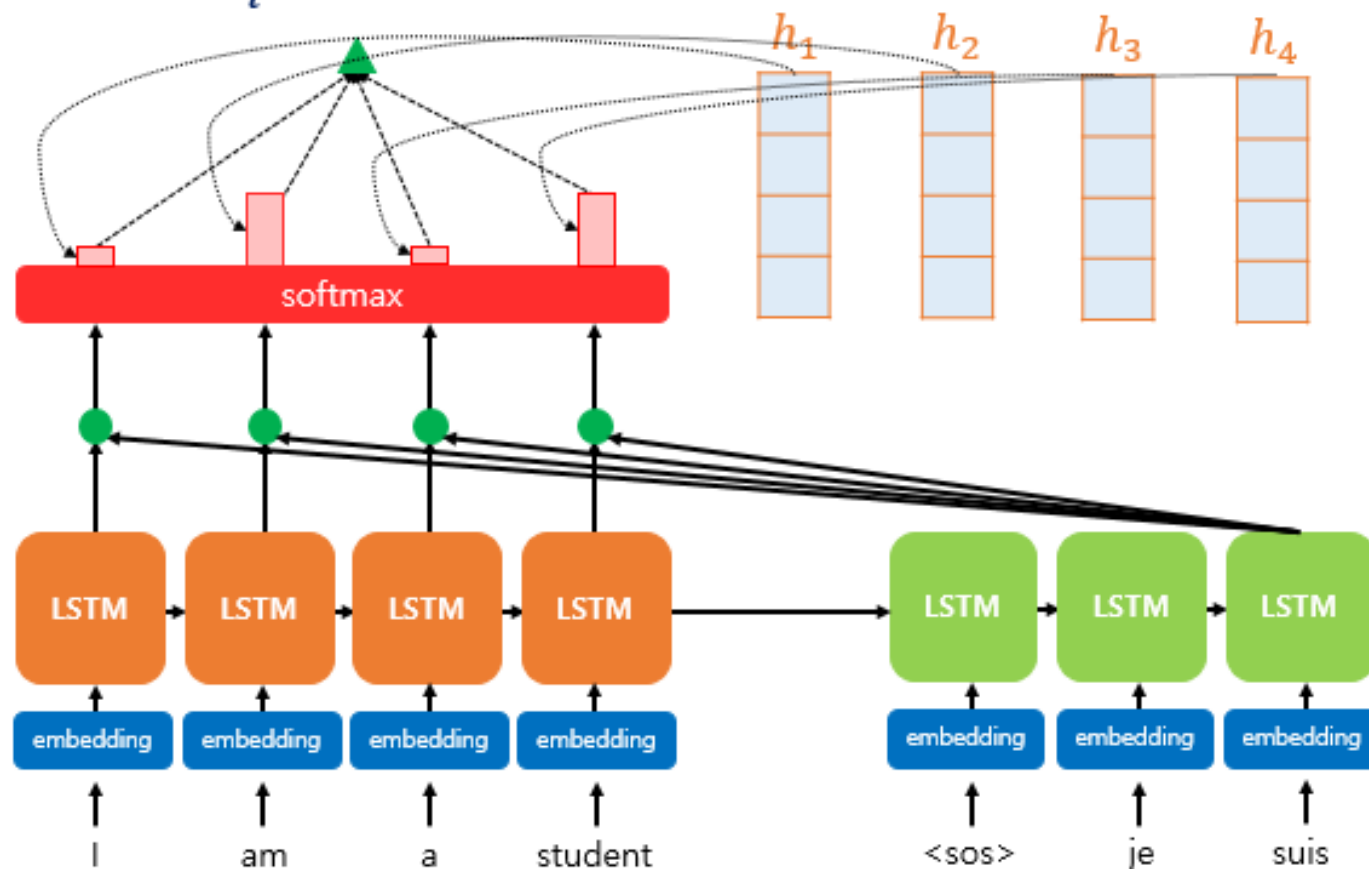 h₁ h₂ h₃ h₄
softmax
LSTM LSTM LSTM LSTM LSTM LSTM LSTM
embedding embedding embedding embedding embedding embedding embedding
I am a student <sos> je suis